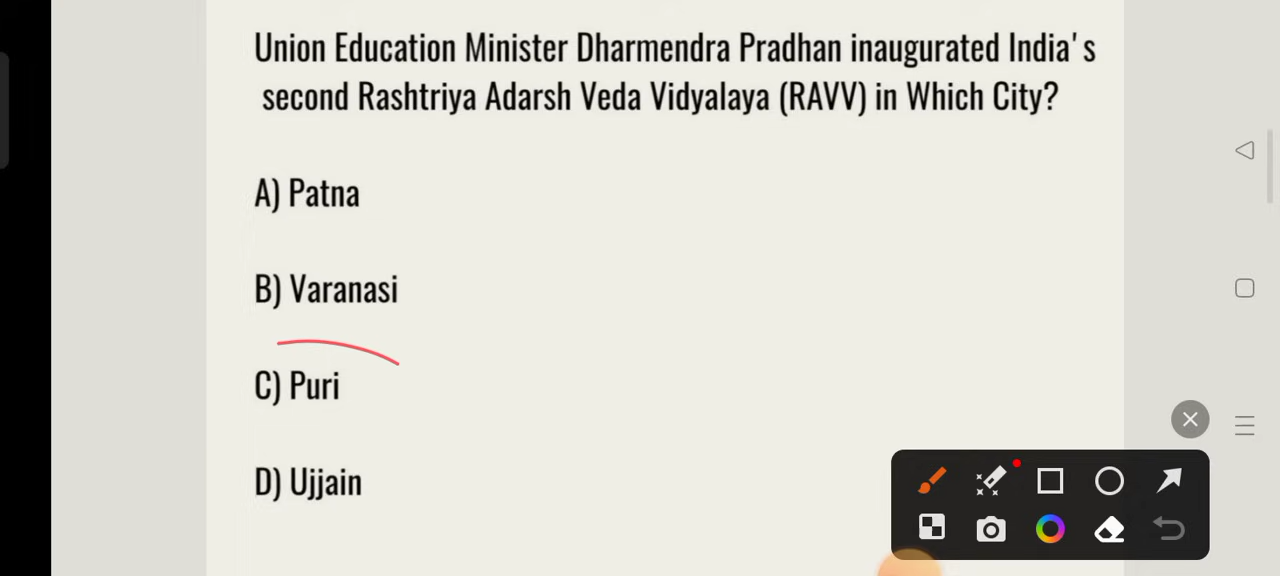 Union Education Minister Dharmendra Pradhan inaugurated India's
second Rashtriya Adarsh Veda Vidyalaya (RAVV) in Which City?
A) Patna
B) Varanasi
C) Puri
D) Ujjain